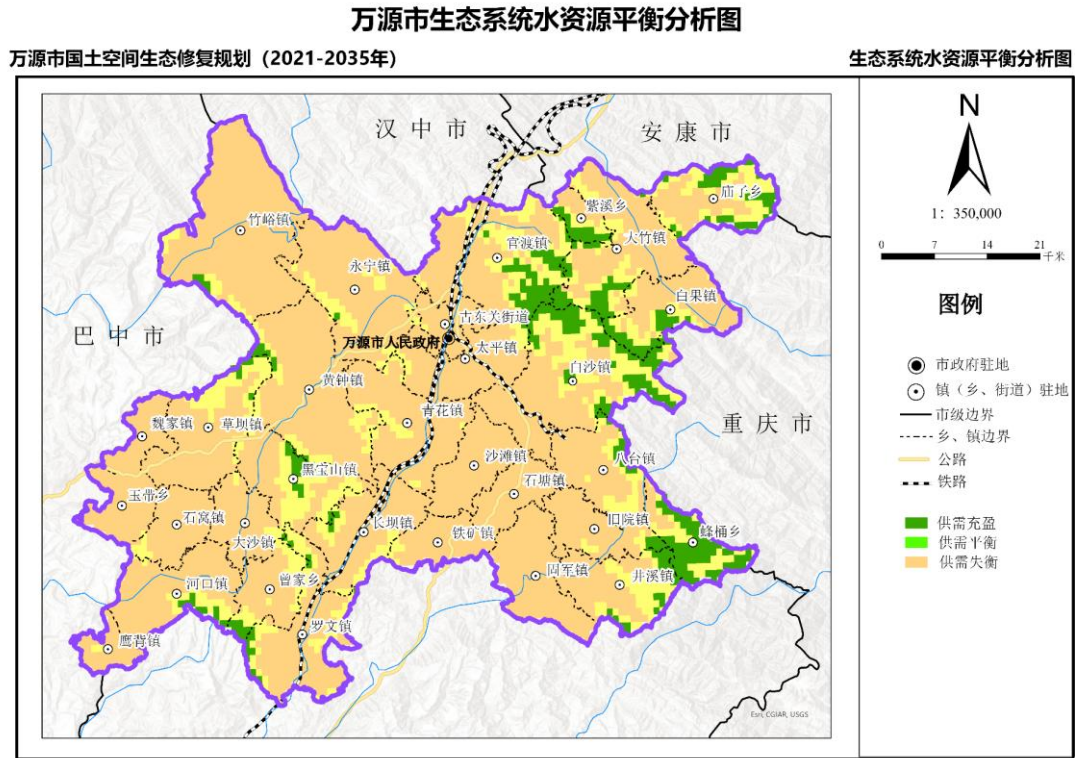 万源市生态系统水资源平衡分析图
万源市国土空间生态修复规划（2021-2035年）
生态系统水资源平衡分析图
汉中市
安康市
巴中市
重庆市
竹峪镇
永宁镇
官渡镇
紫溪乡
大竹镇
庙子乡
白果镇
古东关街道
万源市人民政府
太平镇
白沙镇
黄钟镇
青花镇
魏家镇
草坝镇
黑宝山镇
沙滩镇
石塘镇
八台镇
玉带乡
石窝镇
大沙镇
长坝镇
铁矿镇
旧院镇
蜂桶乡
河口镇
曾家乡
固军镇
井溪镇
鹰背镇
罗文镇
Esri, CGIAR, USGS
N
1: 350,000
0 7 14 21
千米
图例
市政府驻地
镇（乡、街道）驻地
市级边界
乡、镇边界
公路
铁路
供需充盈
供需平衡
供需失衡